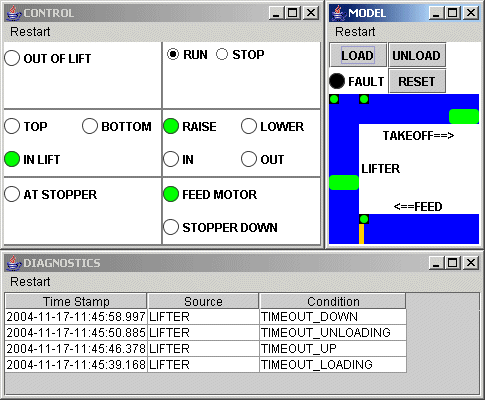 CONTROL
Restart
OUT OF LIFT
RUN STOP
TOP BOTTOM RAISE LOWER
IN LIFT IN OUT
AT STOPPER FEED MOTOR
STOPPER DOWN
MODEL
Restart
LOAD UNLOAD
FAULT RESET
TAKEOFF==>
LIFTER
<==FEED
DIAGNOSTICS
Restart
Time Stamp Source Condition
2004-11-17-11:45:58.997 LIFTER TIMEOUT_DOWN
2004-11-17-11:45:50.885 LIFTER TIMEOUT_UNLOADING
2004-11-17-11:45:46.378 LIFTER TIMEOUT_UP
2004-11-17-11:45:39.168 LIFTER TIMEOUT_LOADING